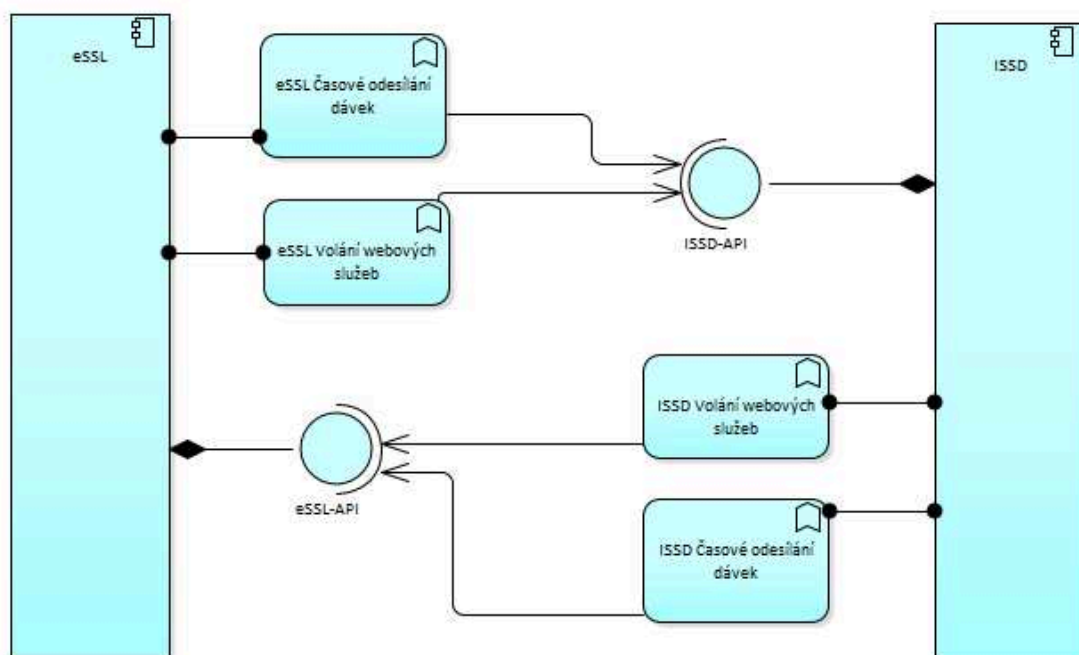 eSSL
ISSD
eSSL Časové odesílání
dávek
eSSL Volání webových
služeb
ISSD-API
ISSD Volání webových
služeb
eSSL-API
ISSD Časové odesílání
dávek